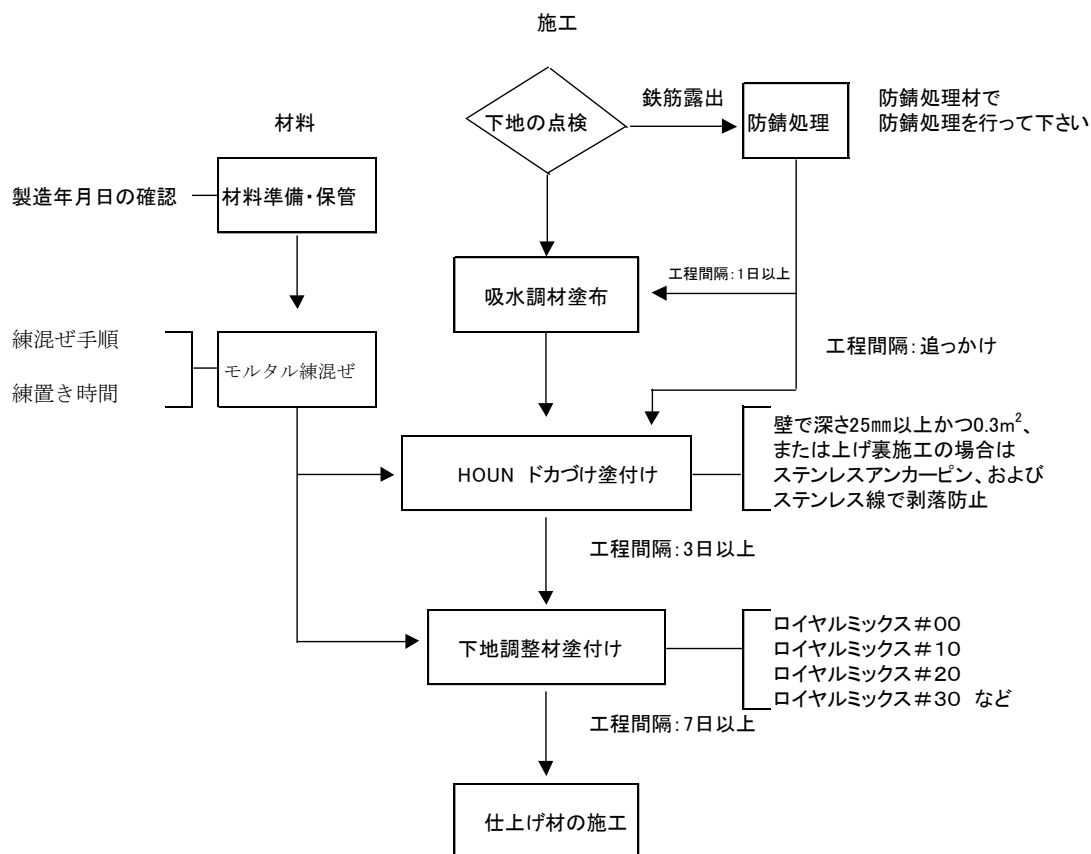 施工
下地の点検
鉄筋露出
防錆処理
防錆処理材で
防錆処理を行って下さい
材料
製造年月日の確認
材料準備・保管
吸水調材塗布
工程間隔：1日以上
工程間隔：追っかけ
練混ぜ手順
練置き時間
モルタル練混ぜ
HOUN ドカづけ塗付け
壁で深さ25㎜以上かつ0.3m²、
または上げ裏施工の場合は
ステンレスアンカーピン、および
ステンレス線で剥落防止
工程間隔：3日以上
下地調整材塗付け
ロイヤルミックス＃００
ロイヤルミックス＃１０
ロイヤルミックス＃２０
ロイヤルミックス＃３０ など
工程間隔：7日以上
仕上げ材の施工